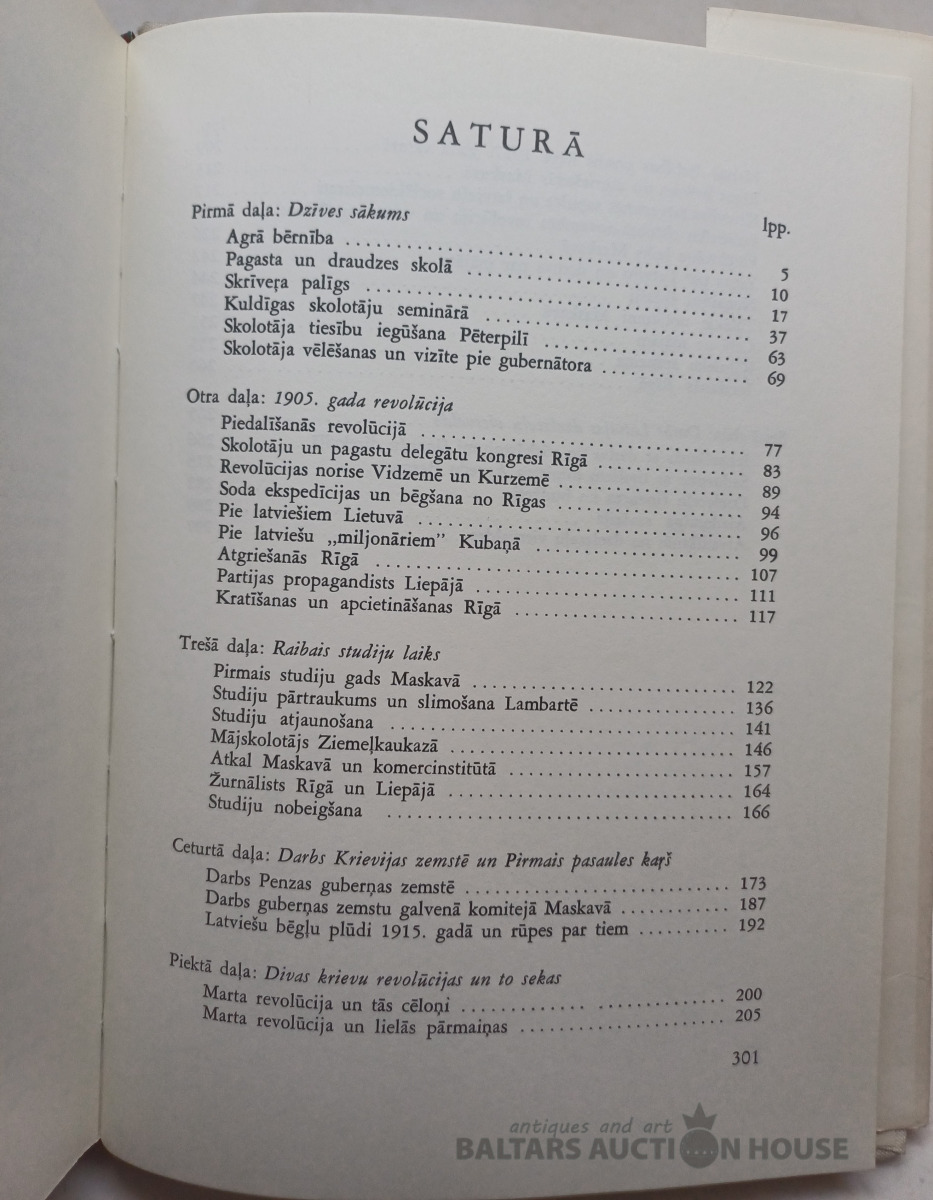 SATURĀ
Pirmā daļa: Dzīves sākums lpp.
Agrā bērnība ........ 5
Pagasta un draudzes skolā ........ 10
Skrīveŗa palīgs ........ 17
Kuldīgas skolotāju seminārā ........ 37
Skolotāja tiesību iegūšana Pēterpilī ........ 63
Skolotāja vēlēšanas un vizīte pie gubernātora ........ 69
Otra daļa: 1905. gada revolūcija
Piedalīšanās revolūcijā ........ 77
Skolotāju un pagastu delegātu kongresi Rīgā ........ 83
Revolūcijas norise Vidzemē un Kurzemē ........ 89
Soda ekspedīcijas un bēgšana no Rīgas ........ 94
Pie latviešiem Lietuvā ........ 96
Pie latviešu „miljonāriem” Kubaņā ........ 99
Atgriešanās Rīgā ........ 107
Partijas propagandists Liepājā ........ 111
Kratīšanas un apcietināšanas Rīgā ........ 117
Trešā daļa: Raibais studiju laiks
Pirmais studiju gads Maskavā ........ 122
Studiju pārtraukums un slimošana Lambartē ........ 136
Studiju atjaunošana ........ 141
Mājskolotājs Ziemeļkaukazā ........ 146
Atkal Maskavā un komercinstitūtā ........ 157
Žurnālists Rīgā un Liepājā ........ 164
Studiju nobeigšana ........ 166
Ceturtā daļa: Darbs Krievijas zemstē un Pirmais pasaules kaŗš
Darbs Penzas guberņas zemstē ........ 173
Darbs guberņas zemstu galvenā komitejā Maskavā ........ 187
Latviešu bēgļu plūdi 1915. gadā un rūpes par tiem ........ 192
Piektā daļa: Divas krievu revolūcijas un to sekas
Marta revolūcija un tās cēloņi ........ 200
Marta revolūcija un lielās pārmaiņas ........ 205
301
antiques and art
BALTARS AUCTION HOUSE